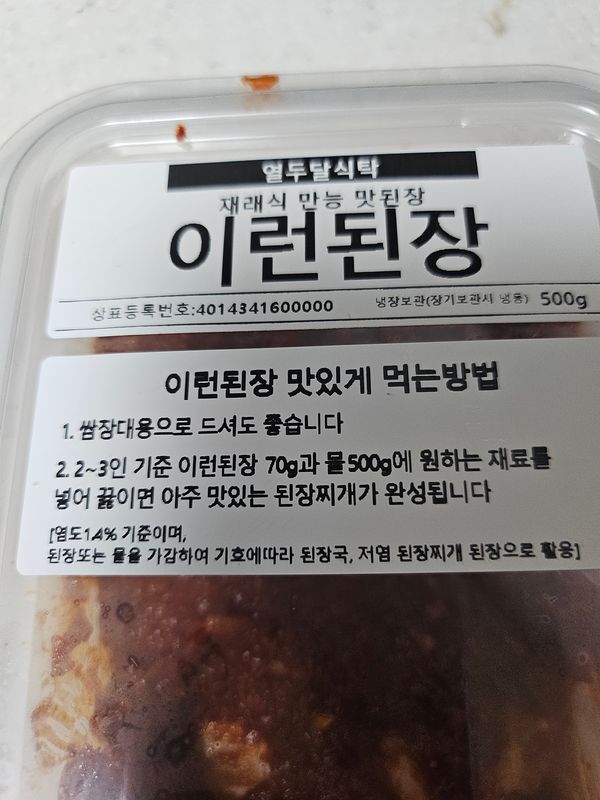 열두달식탁
재래식 만능 맛된장
이런된장
상표등록번호:4014341600000
냉장보관(장기보관시 냉동) 500g
이런된장 맛있게 먹는방법
1. 쌈장대용으로 드셔도 좋습니다
2. 2~3인 기준 이런된장 70g과 물500g에 원하는 재료를
넣어 끓이면 아주 맛있는 된장찌개가 완성됩니다
[염도1.4% 기준이며,
된장또는 물을 가감하여 기호에따라 된장국, 저염 된장찌개 된장으로 활용]